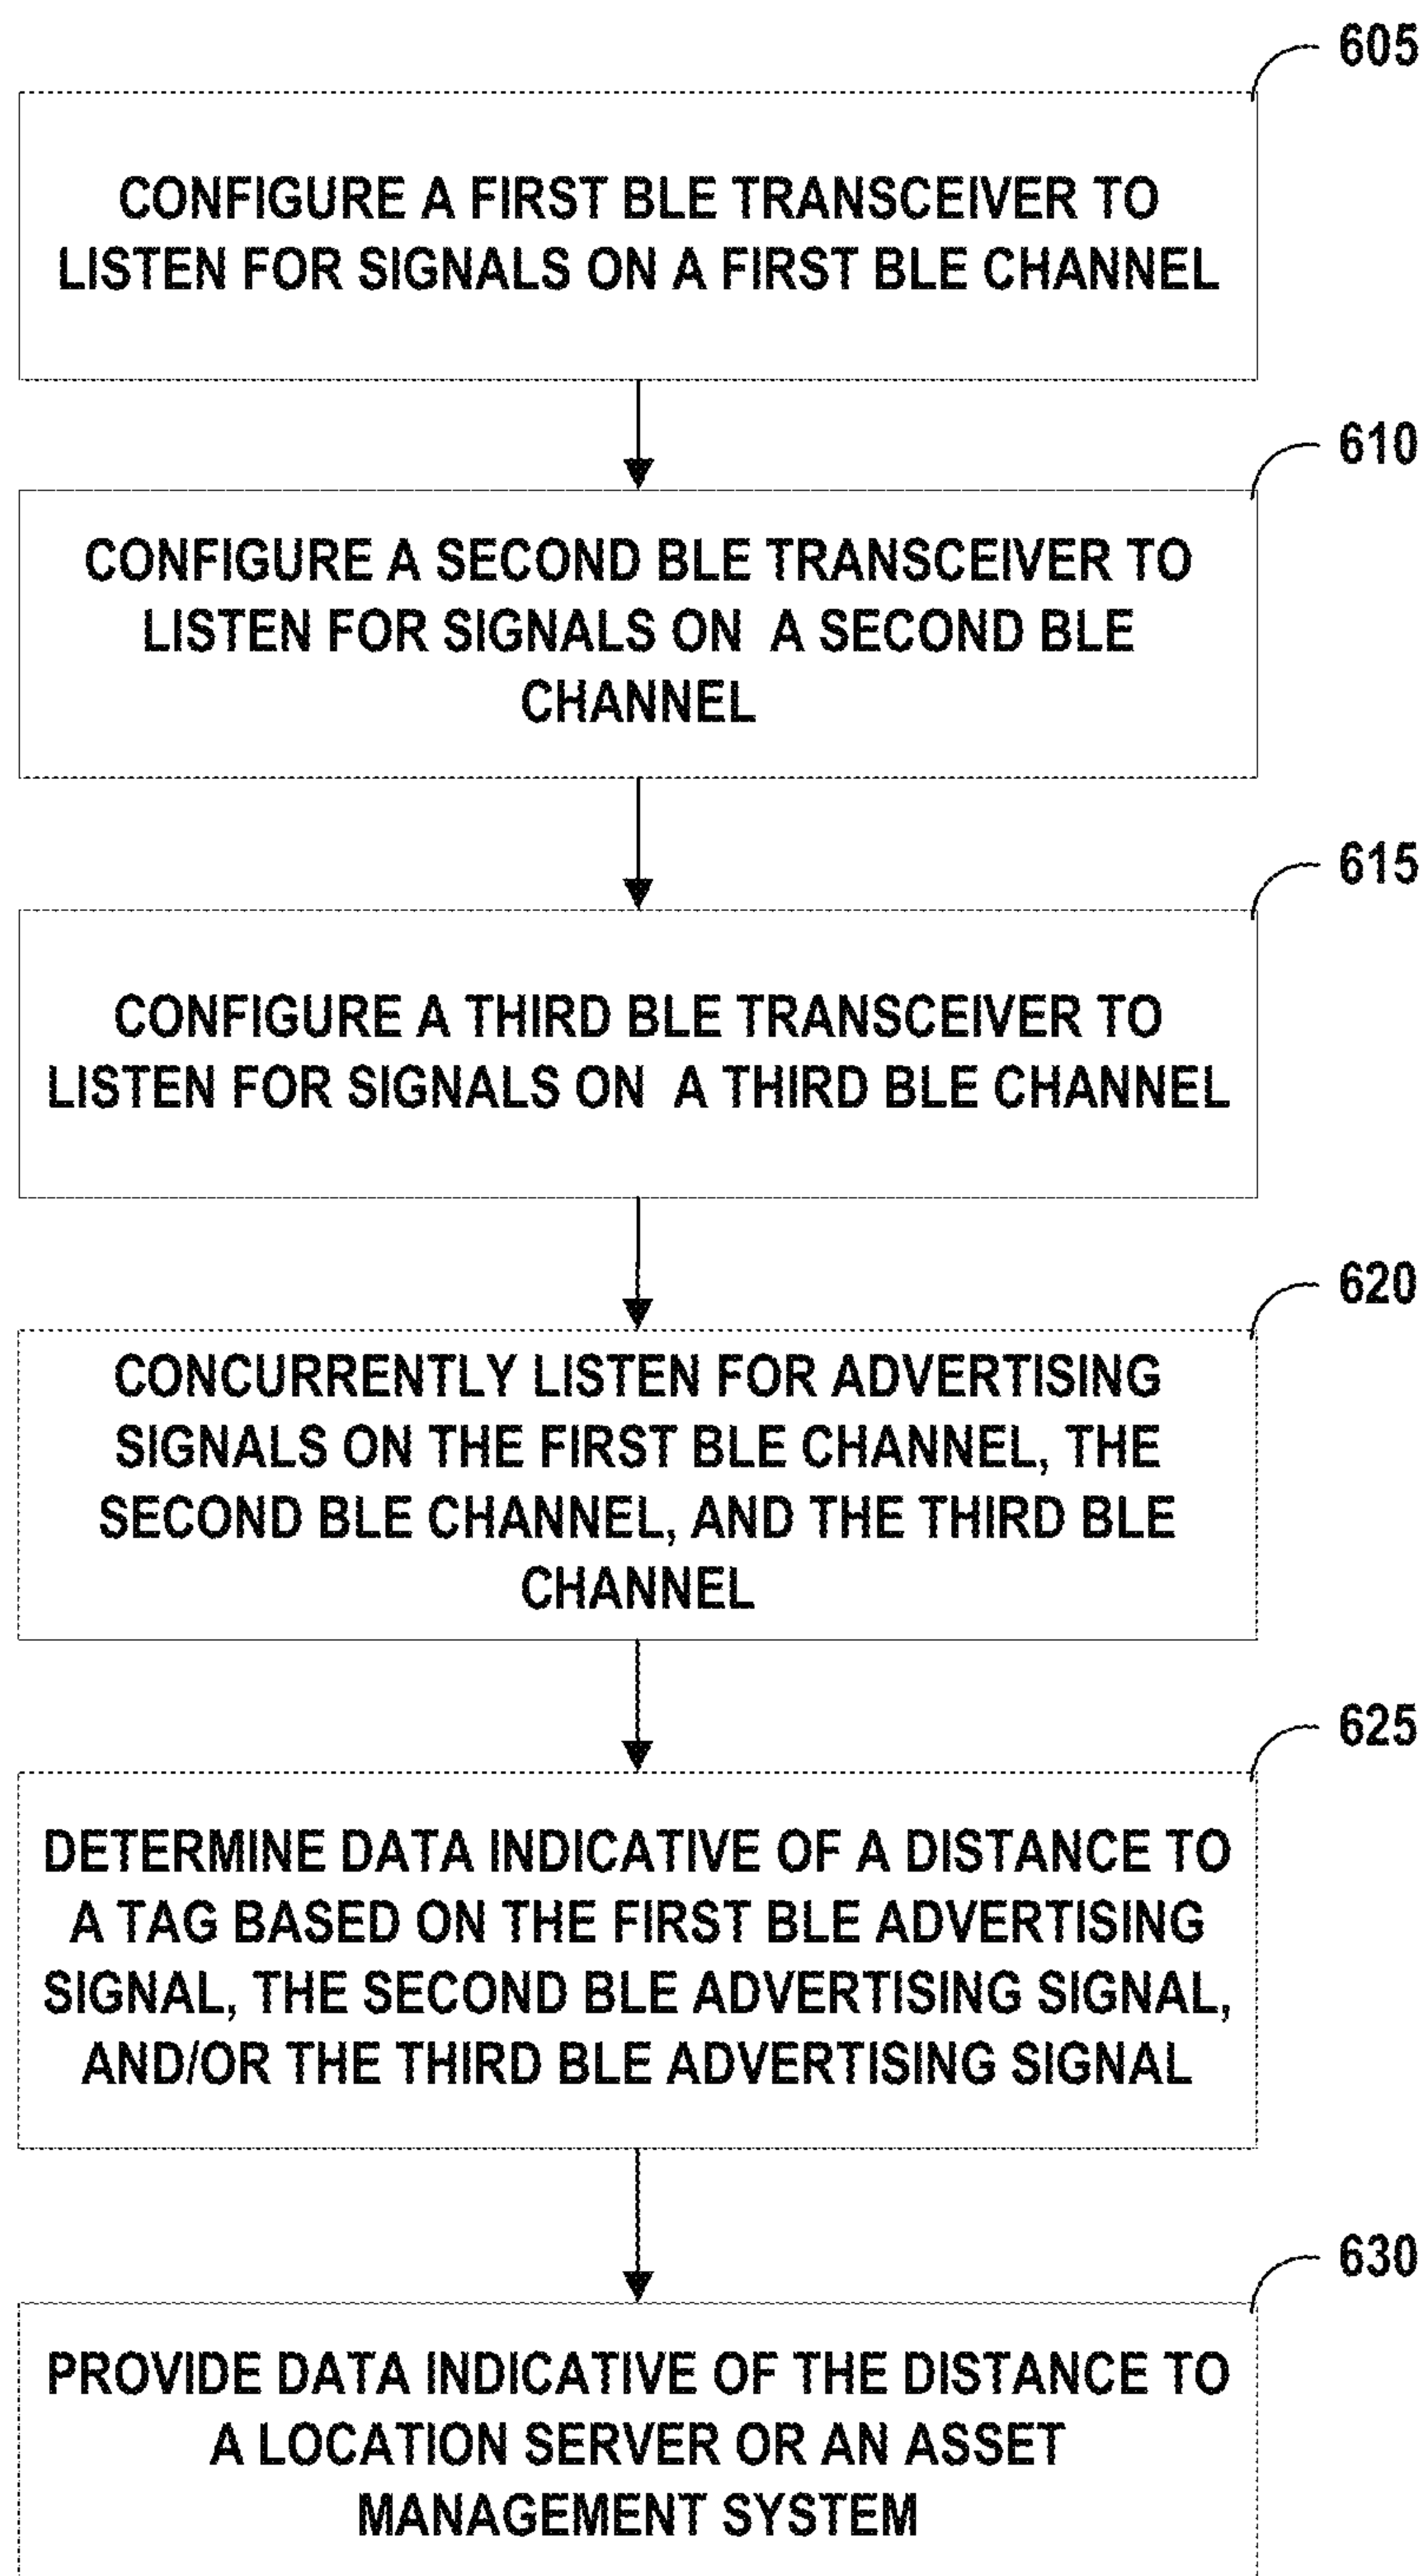 605
CONFIGURE A FIRST BLE TRANSCEIVER TO
LISTEN FOR SIGNALS ON A FIRST BLE CHANNEL
610
CONFIGURE A SECOND BLE TRANSCEIVER TO
LISTEN FOR SIGNALS ON A SECOND BLE
CHANNEL
615
CONFIGURE A THIRD BLE TRANSCEIVER TO
LISTEN FOR SIGNALS ON A THIRD BLE CHANNEL
620
CONCURRENTLY LISTEN FOR ADVERTISING
SIGNALS ON THE FIRST BLE CHANNEL, THE
SECOND BLE CHANNEL, AND THE THIRD BLE
CHANNEL
625
DETERMINE DATA INDICATIVE OF A DISTANCE TO
A TAG BASED ON THE FIRST BLE ADVERTISING
SIGNAL, THE SECOND BLE ADVERTISING SIGNAL,
AND/OR THE THIRD BLE ADVERTISING SIGNAL
630
PROVIDE DATA INDICATIVE OF THE DISTANCE TO
A LOCATION SERVER OR AN ASSET
MANAGEMENT SYSTEM